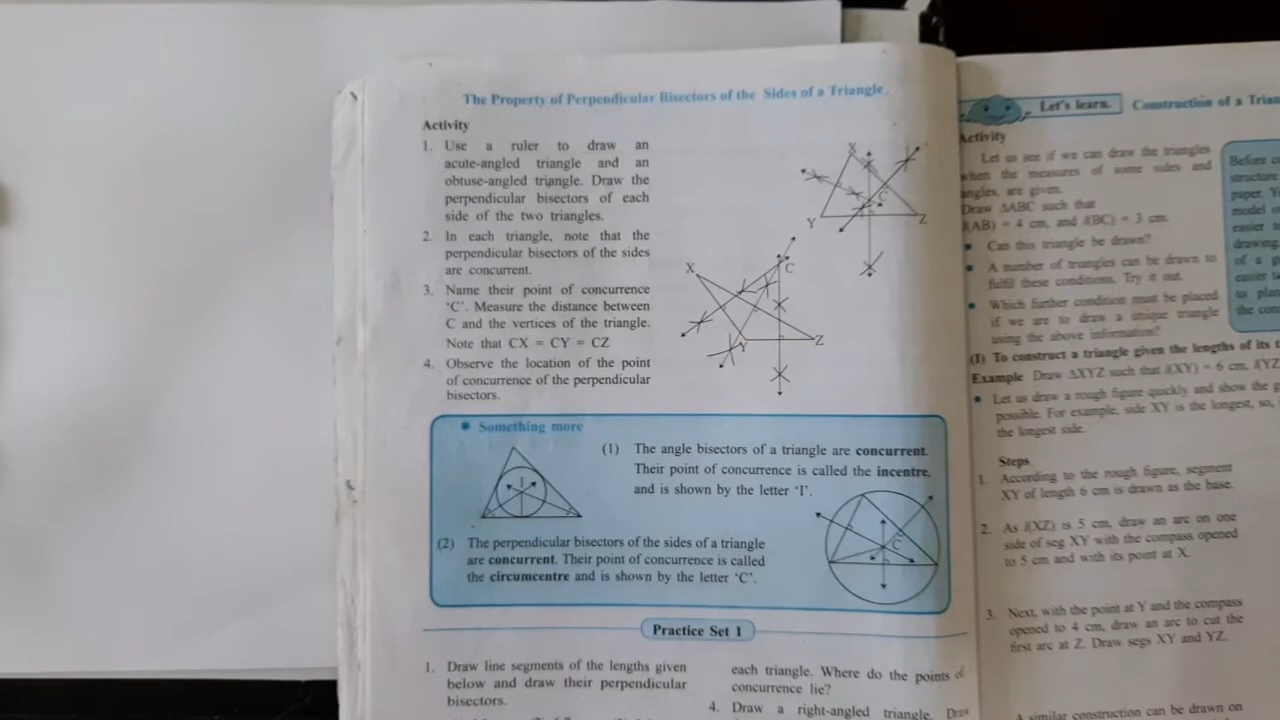 The Property of Perpendicular Bisectors of the Sides of a Triangle.
Activity
1. Use a ruler to draw an
acute-angled triangle and an
obtuse-angled triangle. Draw the
perpendicular bisectors of each
side of the two triangles.
2. In each triangle, note that the
perpendicular bisectors of the sides
are concurrent.
3. Name their point of concurrence
'C'. Measure the distance between
C and the vertices of the triangle.
Note that CX = CY = CZ
4. Observe the location of the point
of concurrence of the perpendicular
bisectors.
X
C
Y
Z
X
C
Y
Z
Something more
(1) The angle bisectors of a triangle are concurrent.
Their point of concurrence is called the incentre,
and is shown by the letter 'I'.
I
(2) The perpendicular bisectors of the sides of a triangle
are concurrent. Their point of concurrence is called
the circumcentre and is shown by the letter 'C'.
C
Practice Set 1
1. Draw line segments of the lengths given
below and draw their perpendicular
bisectors.
each triangle. Where do the points of
concurrence lie?
4. Draw a right-angled triangle. Draw
Let's learn. Construction of a Trian
Activity
Let us see if we can draw the triangles
when the measures of some sides and
angles, are given.
Draw ΔABC such that
l(AB) = 4 cm, and l(BC) = 3 cm.
Can this triangle be drawn?
A number of triangles can be drawn to
fulfil these conditions. Try it out.
Which further condition must be placed
if we are to draw a unique triangle
using the above information?
Before
structure
paper. Y
model
easier
drawing
of a
easier
to
the
(I) To construct a triangle given the lengths of its
Example Draw ΔXYZ such that l(XY) = 6 cm, l(YZ
Let us draw a rough figure quickly and show the
possible. For example, side XY is the longest, so,
the longest side.
Steps
1. According to the rough figure, segment
XY of length 6 cm is drawn as the base.
2. As l(XZ) is 5 cm, draw an arc on one
side of seg XY with the compass opened
to 5 cm and with its point at X.
3. Next, with the point at Y and the compass
opened to 4 cm, draw an arc to cut the
first arc at Z. Draw segs XY and YZ.
A similar construction can be drawn on